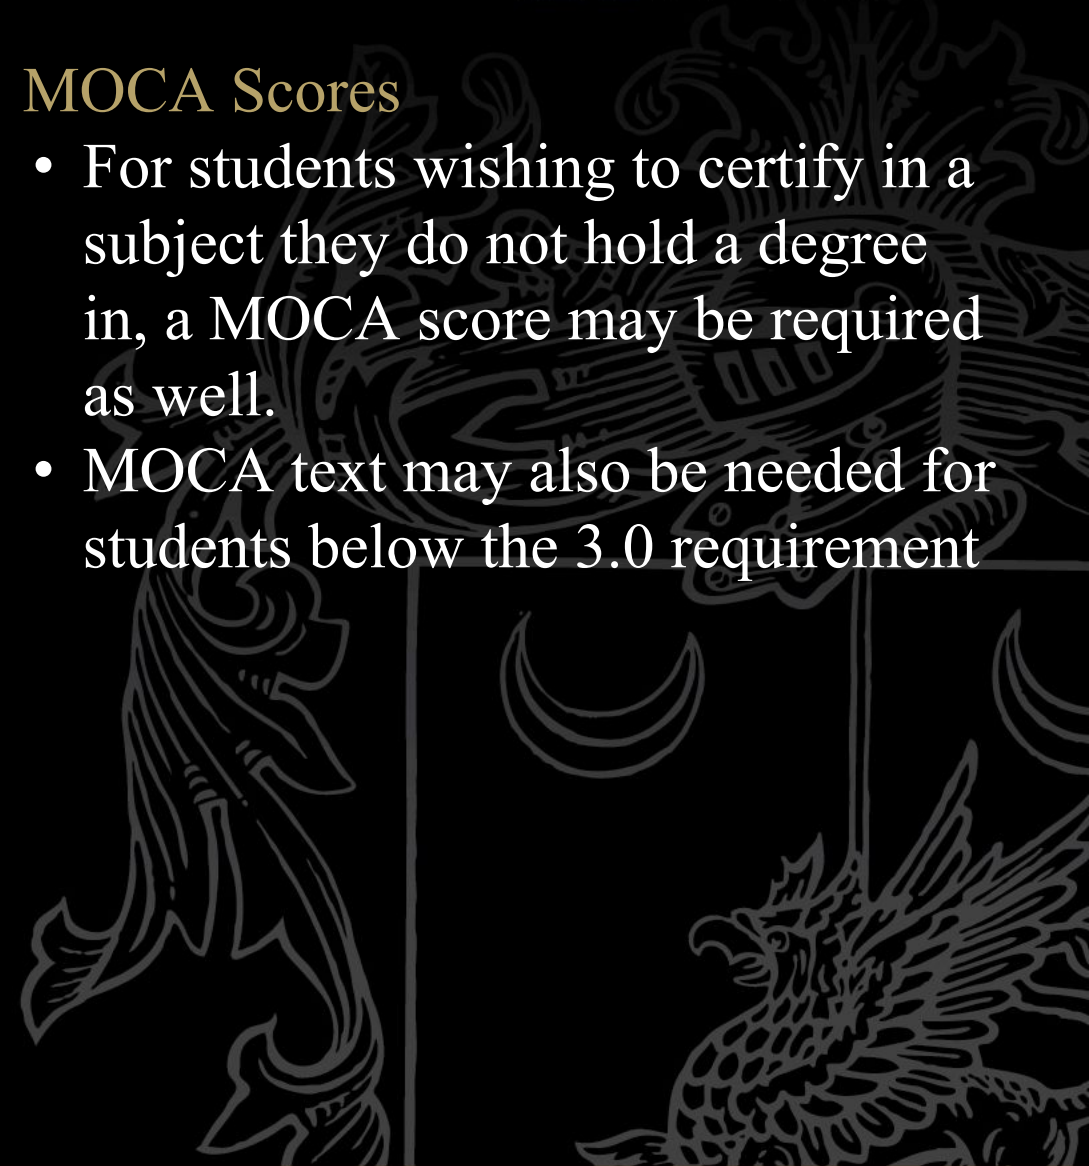 MOCA Scores
• For students wishing to certify in a
subject they do not hold a degree
in, a MOCA score may be required
as well.
• MOCA text may also be needed for
students below the 3.0 requirement